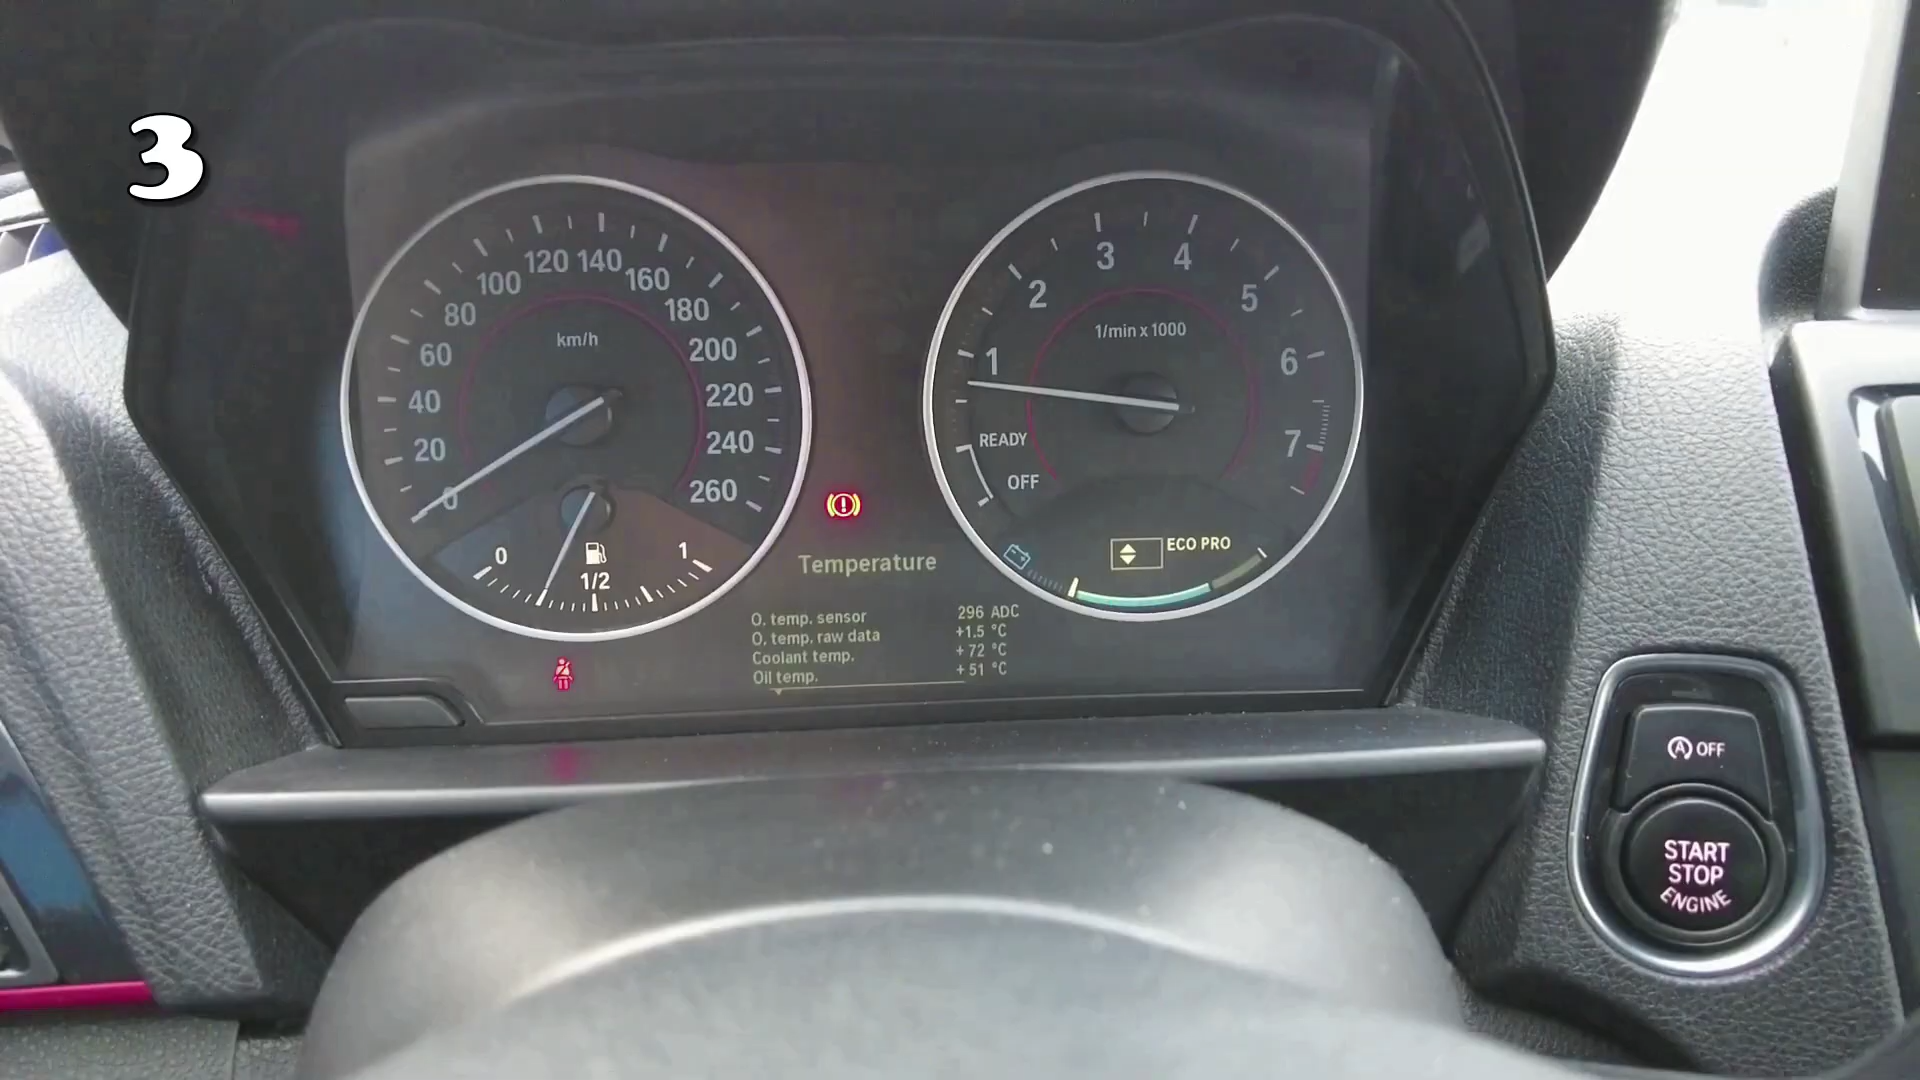 3
0
20
40
60
80
100
120
140
160
180
200
220
240
260
km/h
0
1/2
1
1
2
3
4
5
6
7
1/min x 1000
READY
OFF
ECO PRO
Temperature
O. temp. sensor 296 ADC
O. temp. raw data +1.5 °C
Coolant temp. + 72 °C
Oil temp. + 51 °C
A OFF
START
STOP
ENGINE